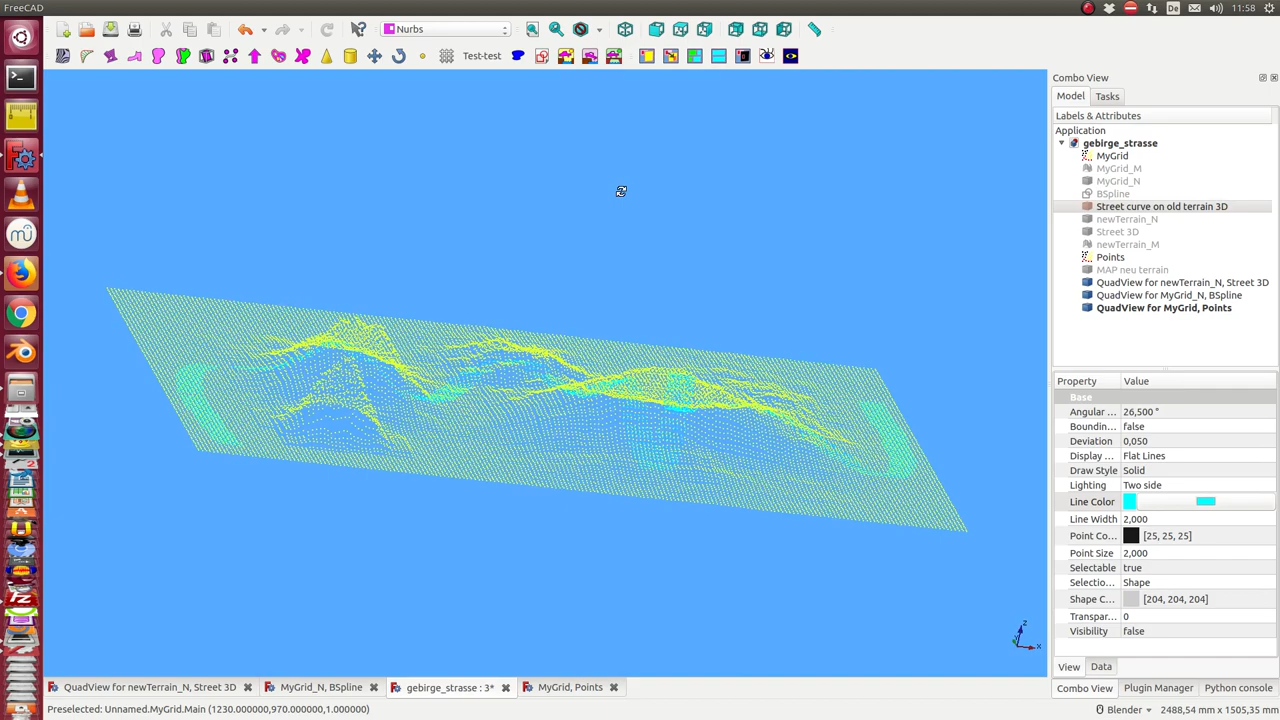 FreeCAD
De
11:58
Nurbs
Test-test
Combo View
Model
Tasks
Labels & Attributes
Application
gebirge_strasse
MyGrid
MyGrid_M
MyGrid_N
BSpline
Street curve on old terrain 3D
newTerrain_N
Street 3D
newTerrain_M
Points
MAP neu terrain
QuadView for newTerrain_N, Street 3D
QuadView for MyGrid_N, BSpline
QuadView for MyGrid, Points
Property Value
Base
Angular ... 26,500 °
Boundin... false
Deviation 0,050
Display ... Flat Lines
Draw Style Solid
Lighting Two side
Line Color
Line Width 2,000
Point Co... [25, 25, 25]
Point Size 2,000
Selectable true
Selectio... Shape
Shape C... [204, 204, 204]
Transpar... 0
Visibility false
z
x
View Data
QuadView for newTerrain_N, Street 3D
MyGrid_N, BSpline
gebirge_strasse : 3*
MyGrid, Points
Combo View
Plugin Manager
Python console
Preselected: Unnamed.MyGrid.Main (1230.000000,970.000000,1.000000)
Blender
2488,54 mm x 1505,35 mm